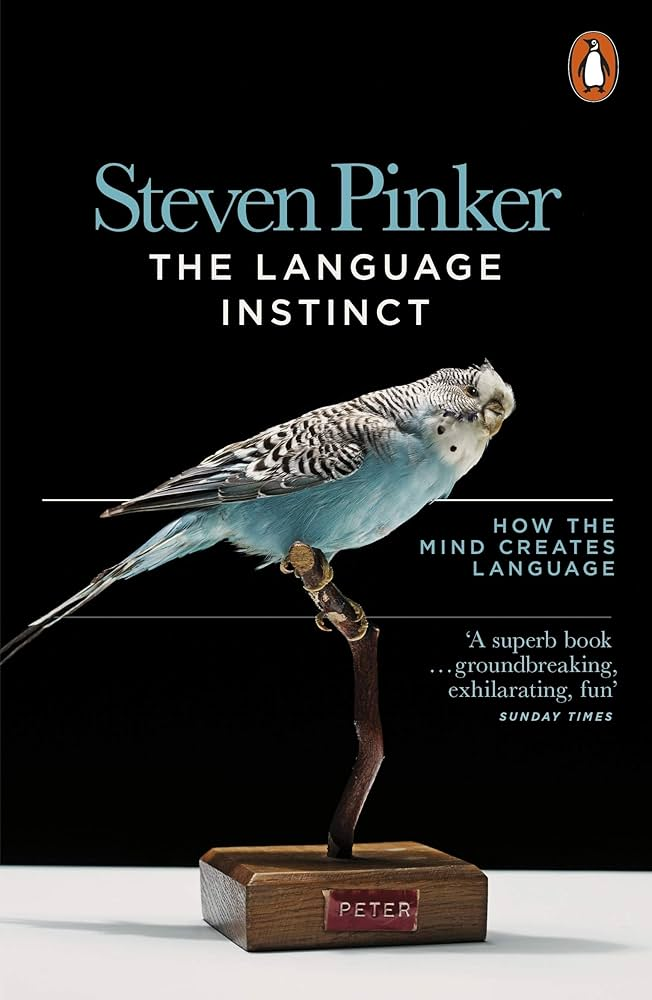 Steven Pinker
THE LANGUAGE
INSTINCT
HOW THE
MIND CREATES
LANGUAGE
‘A superb book
...groundbreaking,
exhilarating, fun’
SUNDAY TIMES
PETER